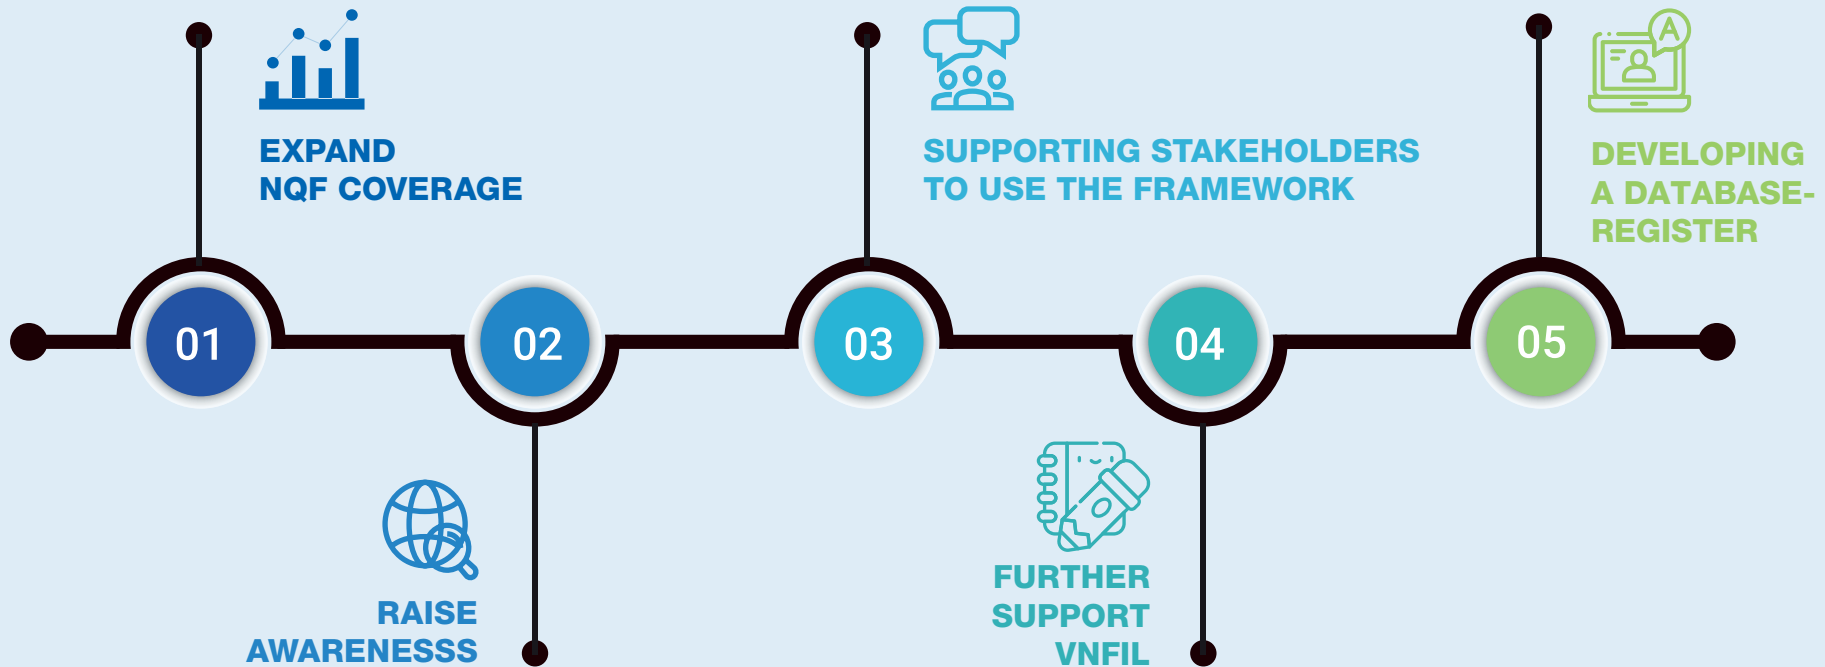 EXPAND
NQF COVERAGE
SUPPORTING STAKEHOLDERS
TO USE THE FRAMEWORK
A
DEVELOPING
A DATABASE-
REGISTER
01
02
03
04
05
RAISE
AWARENESSS
FURTHER
SUPPORT
VNFIL